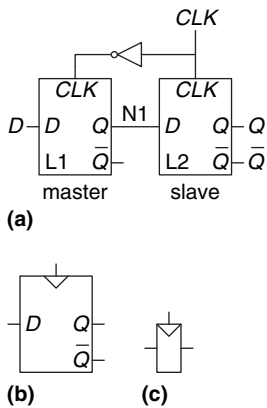 CLK
CLK CLK
D D Q N1 D Q Q
L1 Q̅ L2 Q̅ Q̅
master slave
(a)
D Q
Q̅
(b) (c)